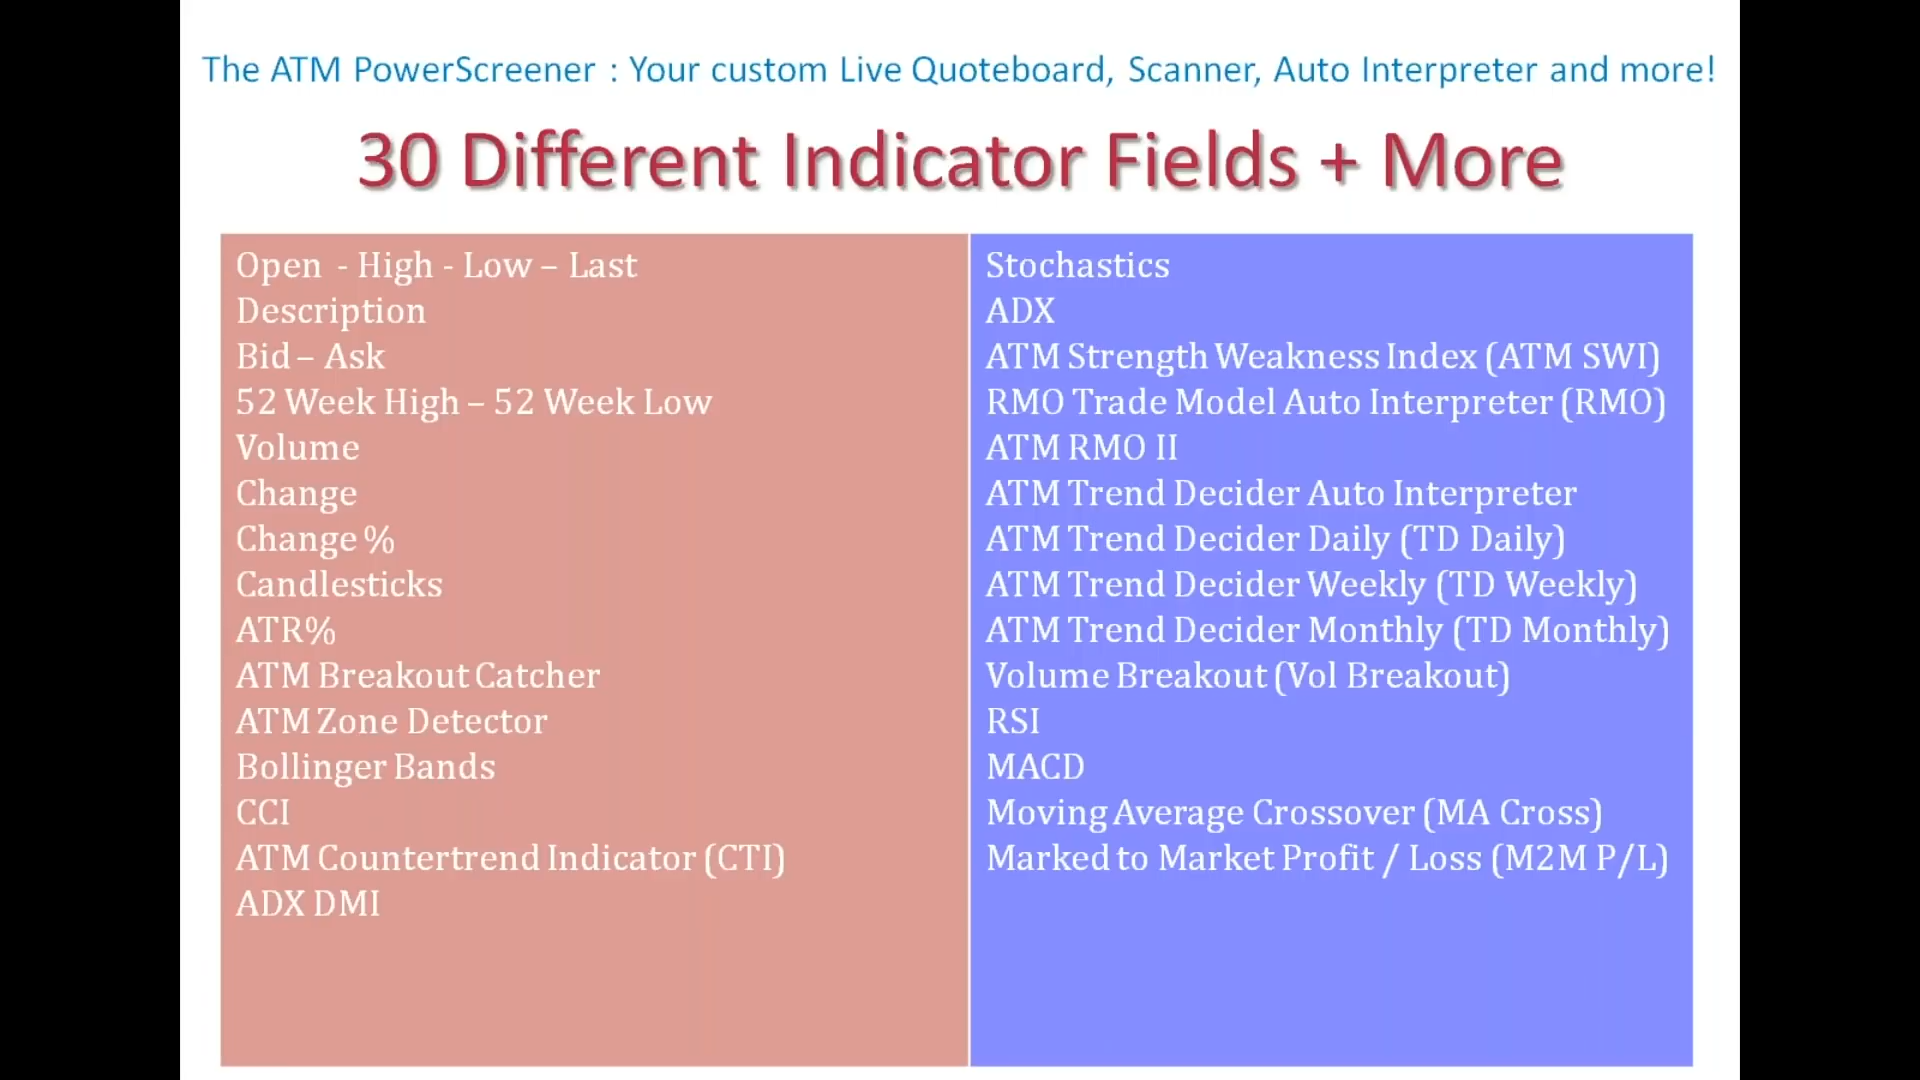 The ATM PowerScreener : Your custom Live Quoteboard, Scanner, Auto Interpreter and more!
30 Different Indicator Fields + More
Open - High - Low – Last
Description
Bid – Ask
52 Week High – 52 Week Low
Volume
Change
Change %
Candlesticks
ATR%
ATM Breakout Catcher
ATM Zone Detector
Bollinger Bands
CCI
ATM Countertrend Indicator (CTI)
ADX DMI
Stochastics
ADX
ATM Strength Weakness Index (ATM SWI)
RMO Trade Model Auto Interpreter (RMO)
ATM RMO II
ATM Trend Decider Auto Interpreter
ATM Trend Decider Daily (TD Daily)
ATM Trend Decider Weekly (TD Weekly)
ATM Trend Decider Monthly (TD Monthly)
Volume Breakout (Vol Breakout)
RSI
MACD
Moving Average Crossover (MA Cross)
Marked to Market Profit / Loss (M2M P/L)